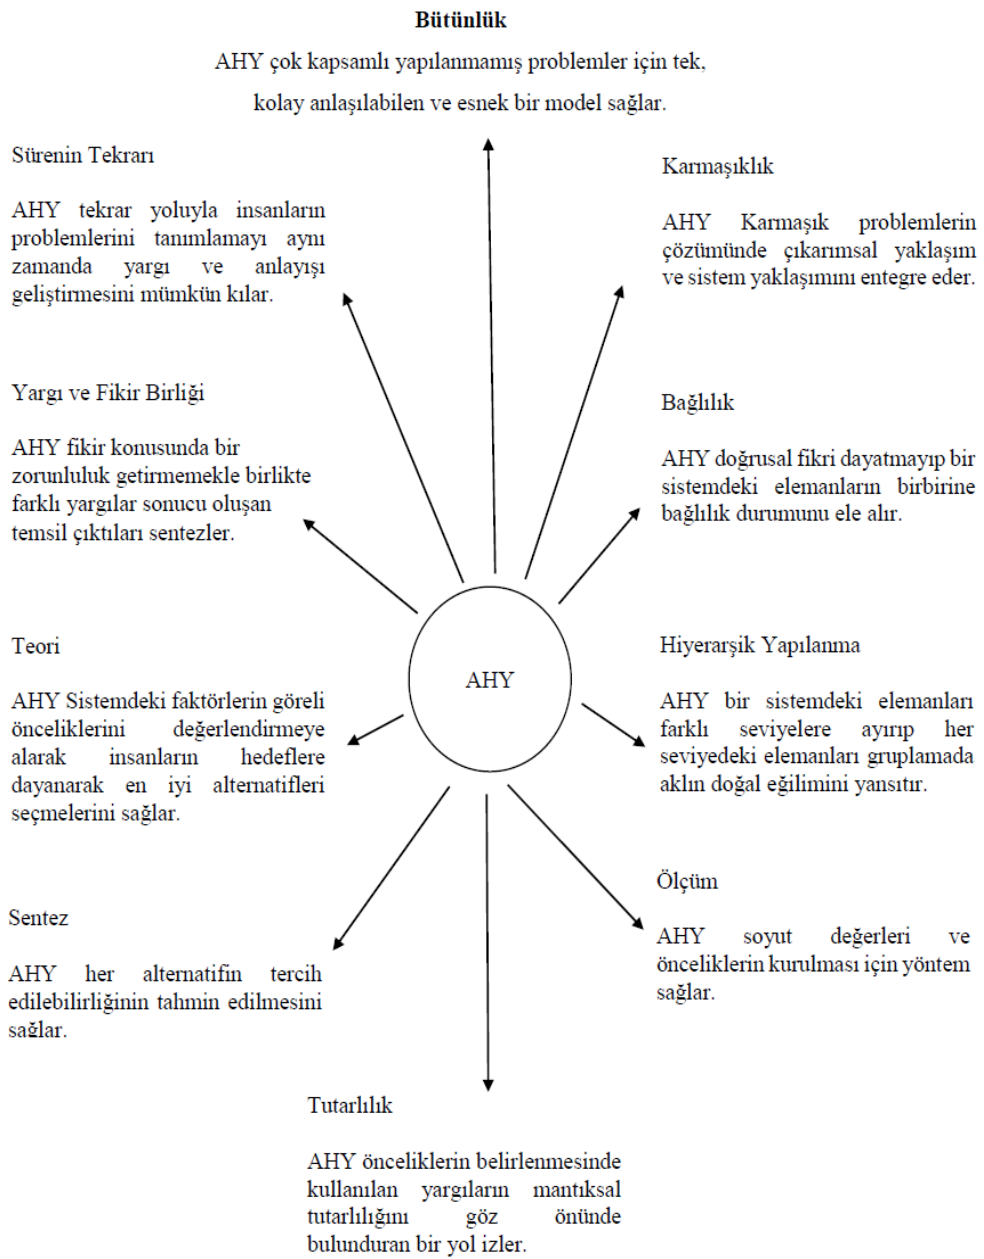 Bütünlük
AHY çok kapsamlı yapılanmamış problemler için tek,
kolay anlaşılabilen ve esnek bir model sağlar.
Sürenin Tekrarı
AHY tekrar yoluyla insanların
problemlerini tanımlamayı aynı
zamanda yargı ve anlayışı
geliştirmesini mümkün kılar.
Karmaşıklık
AHY Karmaşık problemlerin
çözümünde çıkarımsal yaklaşım
ve sistem yaklaşımını entegre eder.
Yargı ve Fikir Birliği
AHY fikir konusunda bir
zorunluluk getirmemekle birlikte
farklı yargılar sonucu oluşan
temsil çıktıları sentezler.
Bağlılık
AHY doğrusal fikri dayatmayıp bir
sistemdeki elemanların birbirine
bağlılık durumunu ele alır.
AHY
Teori
AHY Sistemdeki faktörlerin göreli
önceliklerini değerlendirmeye
alarak insanların hedeflere
dayanarak en iyi alternatifleri
seçmelerini sağlar.
Hiyerarşik Yapılanma
AHY bir sistemdeki elemanları
farklı seviyelere ayırıp her
seviyedeki elemanları gruplamada
aklın doğal eğilimini yansıtır.
Sentez
AHY her alternatifin tercih
edilebilirliğinin tahmin edilmesini
sağlar.
Ölçüm
AHY soyut değerleri ve
önceliklerin kurulması için yöntem
sağlar.
Tutarlılık
AHY önceliklerin belirlenmesinde
kullanılan yargıların mantıksal
tutarlılığını göz önünde
bulunduran bir yol izler.